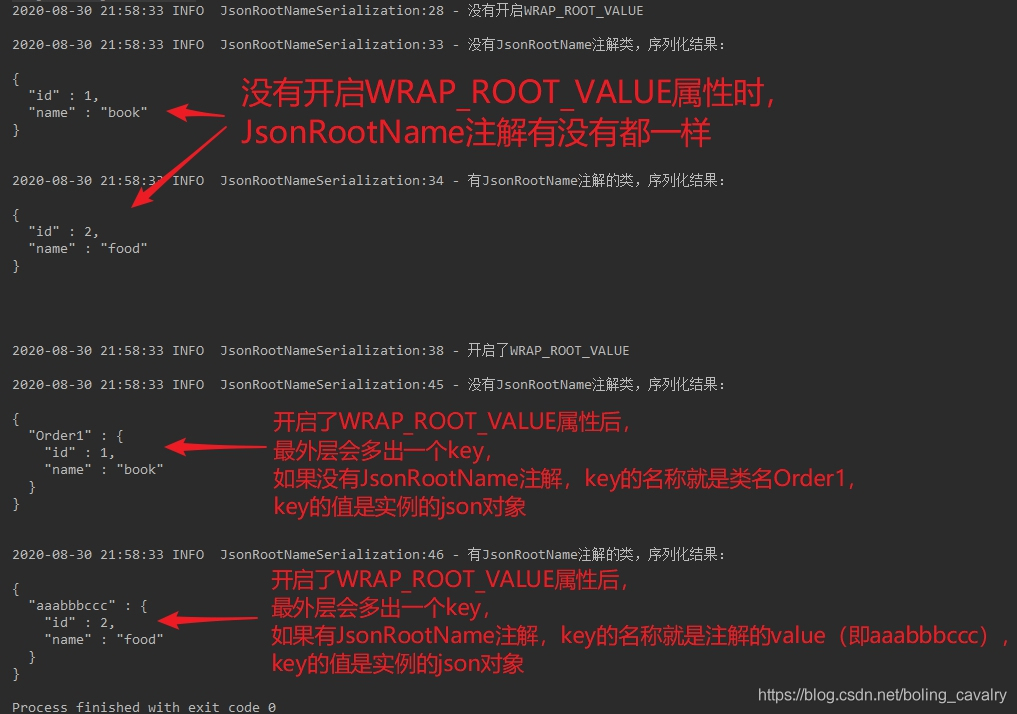 2020-08-30 21:58:33 INFO  JsonRootNameSerialization:28 - 没有开启WRAP_ROOT_VALUE
2020-08-30 21:58:33 INFO  JsonRootNameSerialization:33 - 没有JsonRootName注解类，序列化结果：
{
"id" : 1,
"name" : "book"
}
没有开启WRAP_ROOT_VALUE属性时，
JsonRootName注解有没有都一样
2020-08-30 21:58:33 INFO  JsonRootNameSerialization:34 - 有JsonRootName注解的类，序列化结果：
{
"id" : 2,
"name" : "food"
}
2020-08-30 21:58:33 INFO  JsonRootNameSerialization:38 - 开启了WRAP_ROOT_VALUE
2020-08-30 21:58:33 INFO  JsonRootNameSerialization:45 - 没有JsonRootName注解类，序列化结果：
{
"Order1" : {
"id" : 1,
"name" : "book"
}
}
开启了WRAP_ROOT_VALUE属性后，
最外层会多出一个key，
如果没有JsonRootName注解，key的名称就是类名Order1，
key的值是实例的json对象
2020-08-30 21:58:33 INFO  JsonRootNameSerialization:46 - 有JsonRootName注解的类，序列化结果：
{
"aaabbbccc" : {
"id" : 2,
"name" : "food"
}
}
开启了WRAP_ROOT_VALUE属性后，
最外层会多出一个key，
如果有JsonRootName注解，key的名称就是注解的value（即aaabbbccc），
key的值是实例的json对象
https://blog.csdn.net/boling_cavalry
Process finished with exit code 0